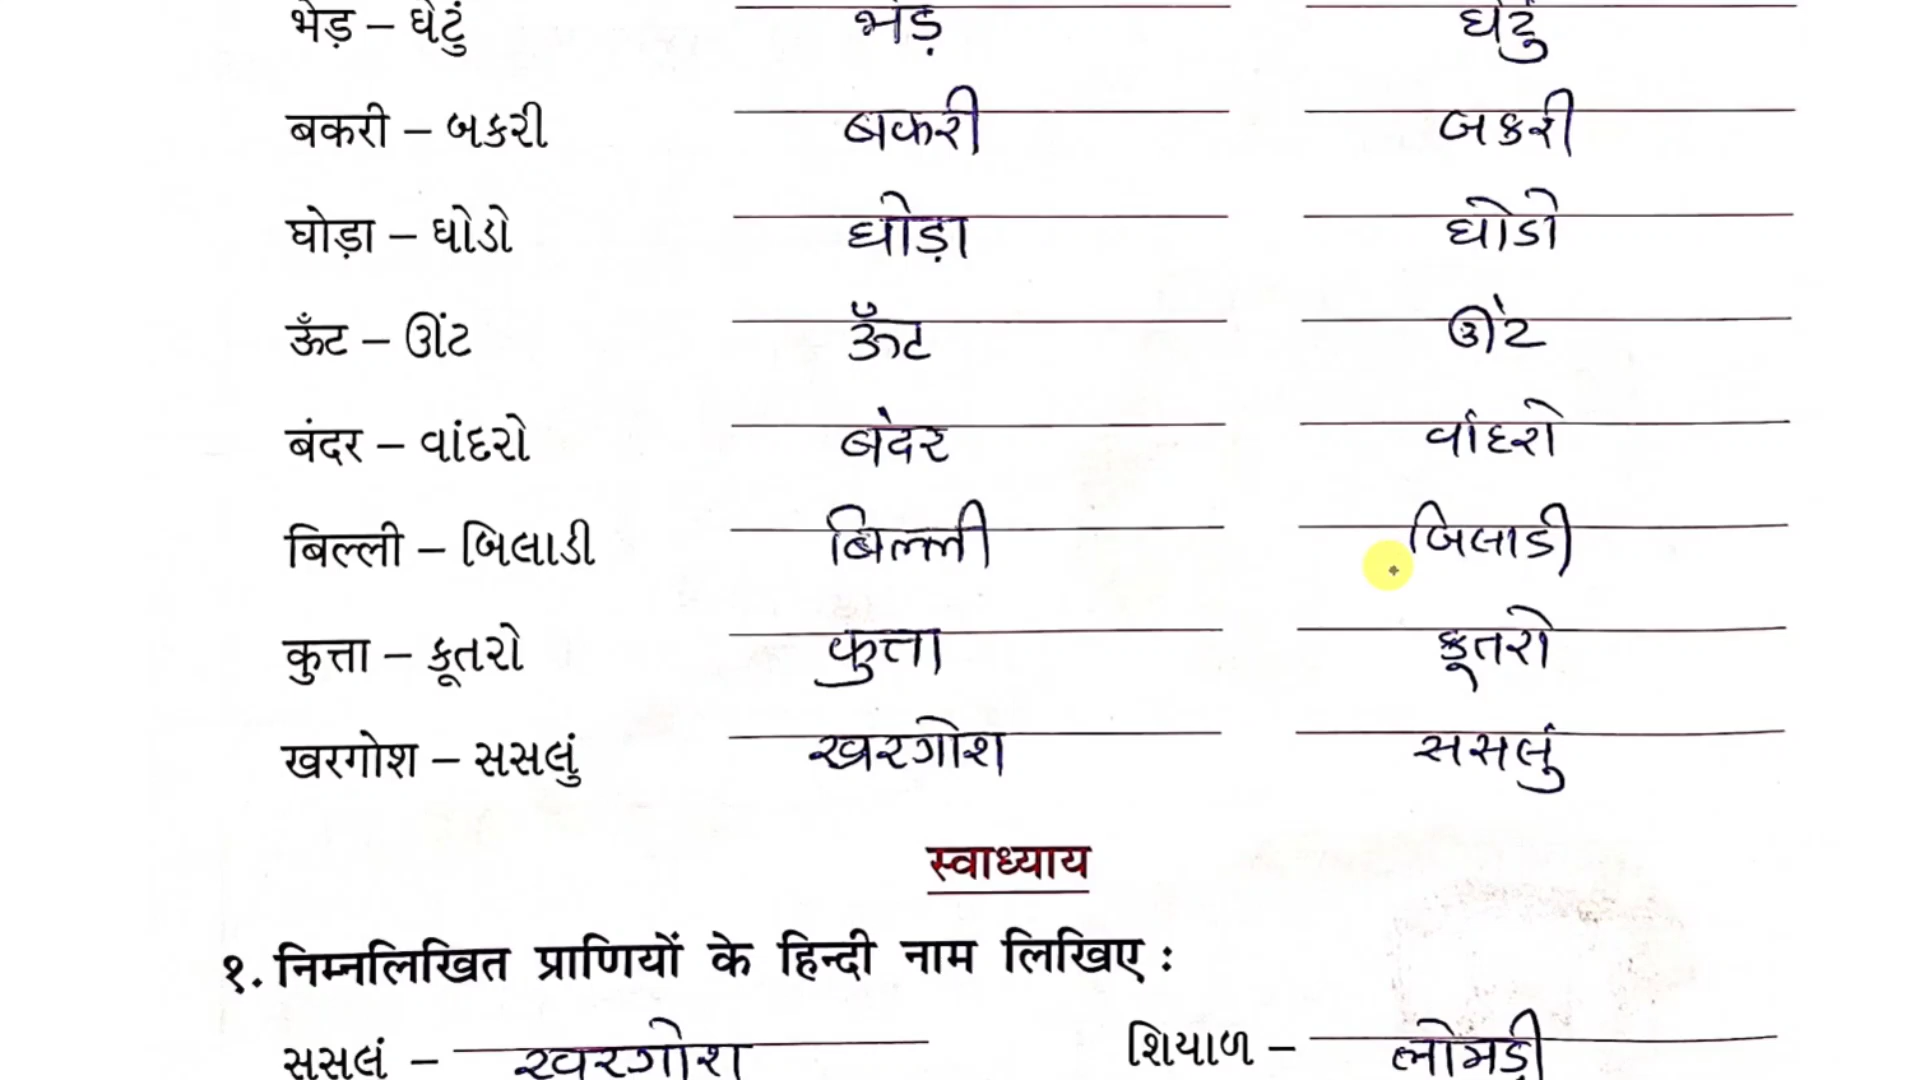 भेड़ – ઘેટું भेड़ ઘેટું
बकरी – બકરી बकरी બકરી
घोड़ा – ઘોડો घोड़ा ઘોડો
ऊँट – ઊંટ ऊँट ઊંટ
बंदर – વાંદરો बंदर વાંદરો
बिल्ली – બિલાડી बिल्ली બિલાડી
कुत्ता – કૂતરો कुत्ता કૂતરો
खरगोश – સસલું खरगोश સસલું
स्वाध्याय
१. निम्नलिखित प्राणियों के हिन्दी नाम लिखिए :
સસલું – खरगोश શિયાળ – लोमड़ी